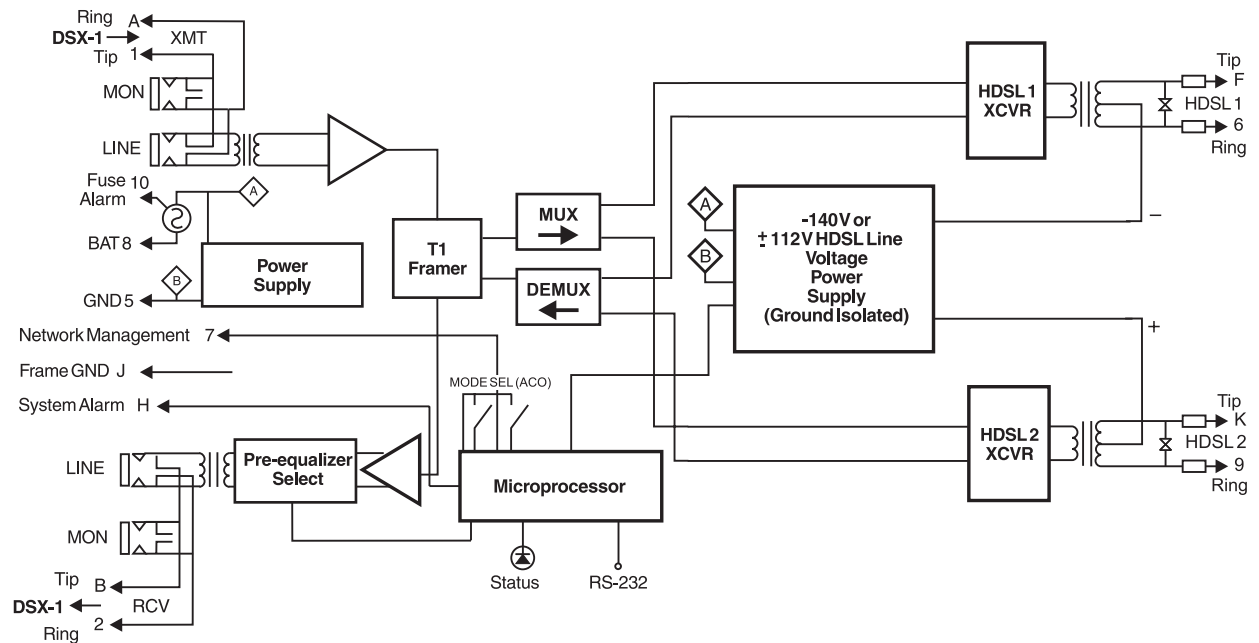 Ring A
DSX-1 XMT
Tip 1
MON
LINE
Fuse 10
Alarm
A
BAT 8
B
GND 5
Power
Supply
T1
Framer
MUX
DEMUX
HDSL 1
XCVR
Tip
F
HDSL 1
6
Ring
A
B
-140V or
±112V HDSL Line
Voltage
Power
Supply
(Ground Isolated)
−
+
Network Management 7
Frame GND J
System Alarm H
MODE SEL (ACO)
LINE
Pre-equalizer
Select
Microprocessor
HDSL 2
XCVR
Tip
K
HDSL 2
9
Ring
MON
Status
RS-232
Tip B
DSX-1 RCV
Ring 2